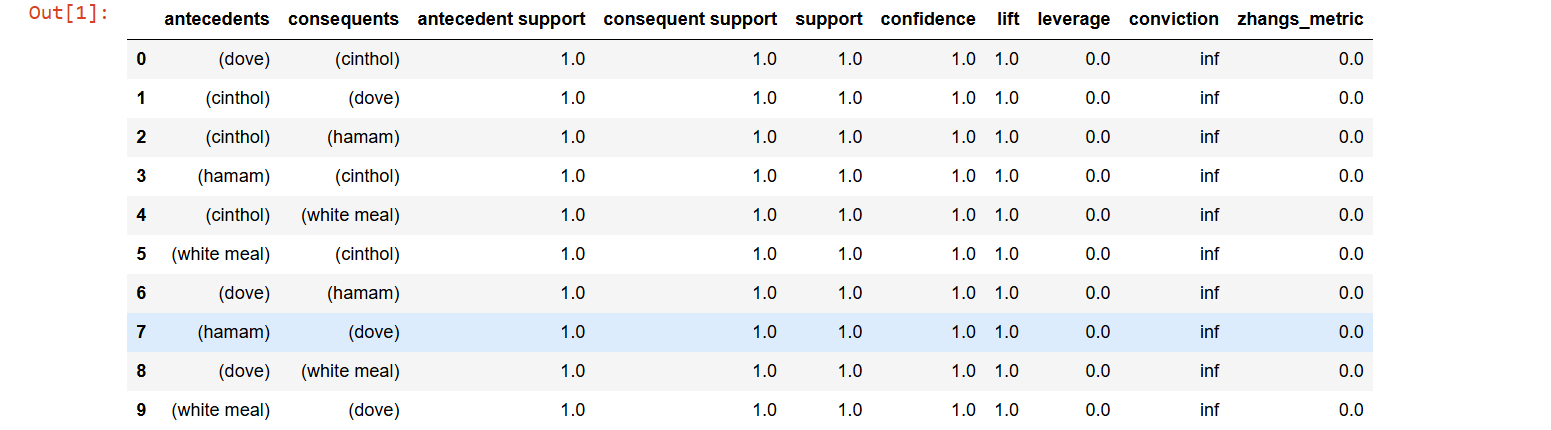 Out[1]:
antecedents consequents antecedent support consequent support support confidence lift leverage conviction zhangs_metric
0 (dove) (cinthol) 1.0 1.0 1.0 1.0 1.0 0.0 inf 0.0
1 (cinthol) (dove) 1.0 1.0 1.0 1.0 1.0 0.0 inf 0.0
2 (cinthol) (hamam) 1.0 1.0 1.0 1.0 1.0 0.0 inf 0.0
3 (hamam) (cinthol) 1.0 1.0 1.0 1.0 1.0 0.0 inf 0.0
4 (cinthol) (white meal) 1.0 1.0 1.0 1.0 1.0 0.0 inf 0.0
5 (white meal) (cinthol) 1.0 1.0 1.0 1.0 1.0 0.0 inf 0.0
6 (dove) (hamam) 1.0 1.0 1.0 1.0 1.0 0.0 inf 0.0
7 (hamam) (dove) 1.0 1.0 1.0 1.0 1.0 0.0 inf 0.0
8 (dove) (white meal) 1.0 1.0 1.0 1.0 1.0 0.0 inf 0.0
9 (white meal) (dove) 1.0 1.0 1.0 1.0 1.0 0.0 inf 0.0